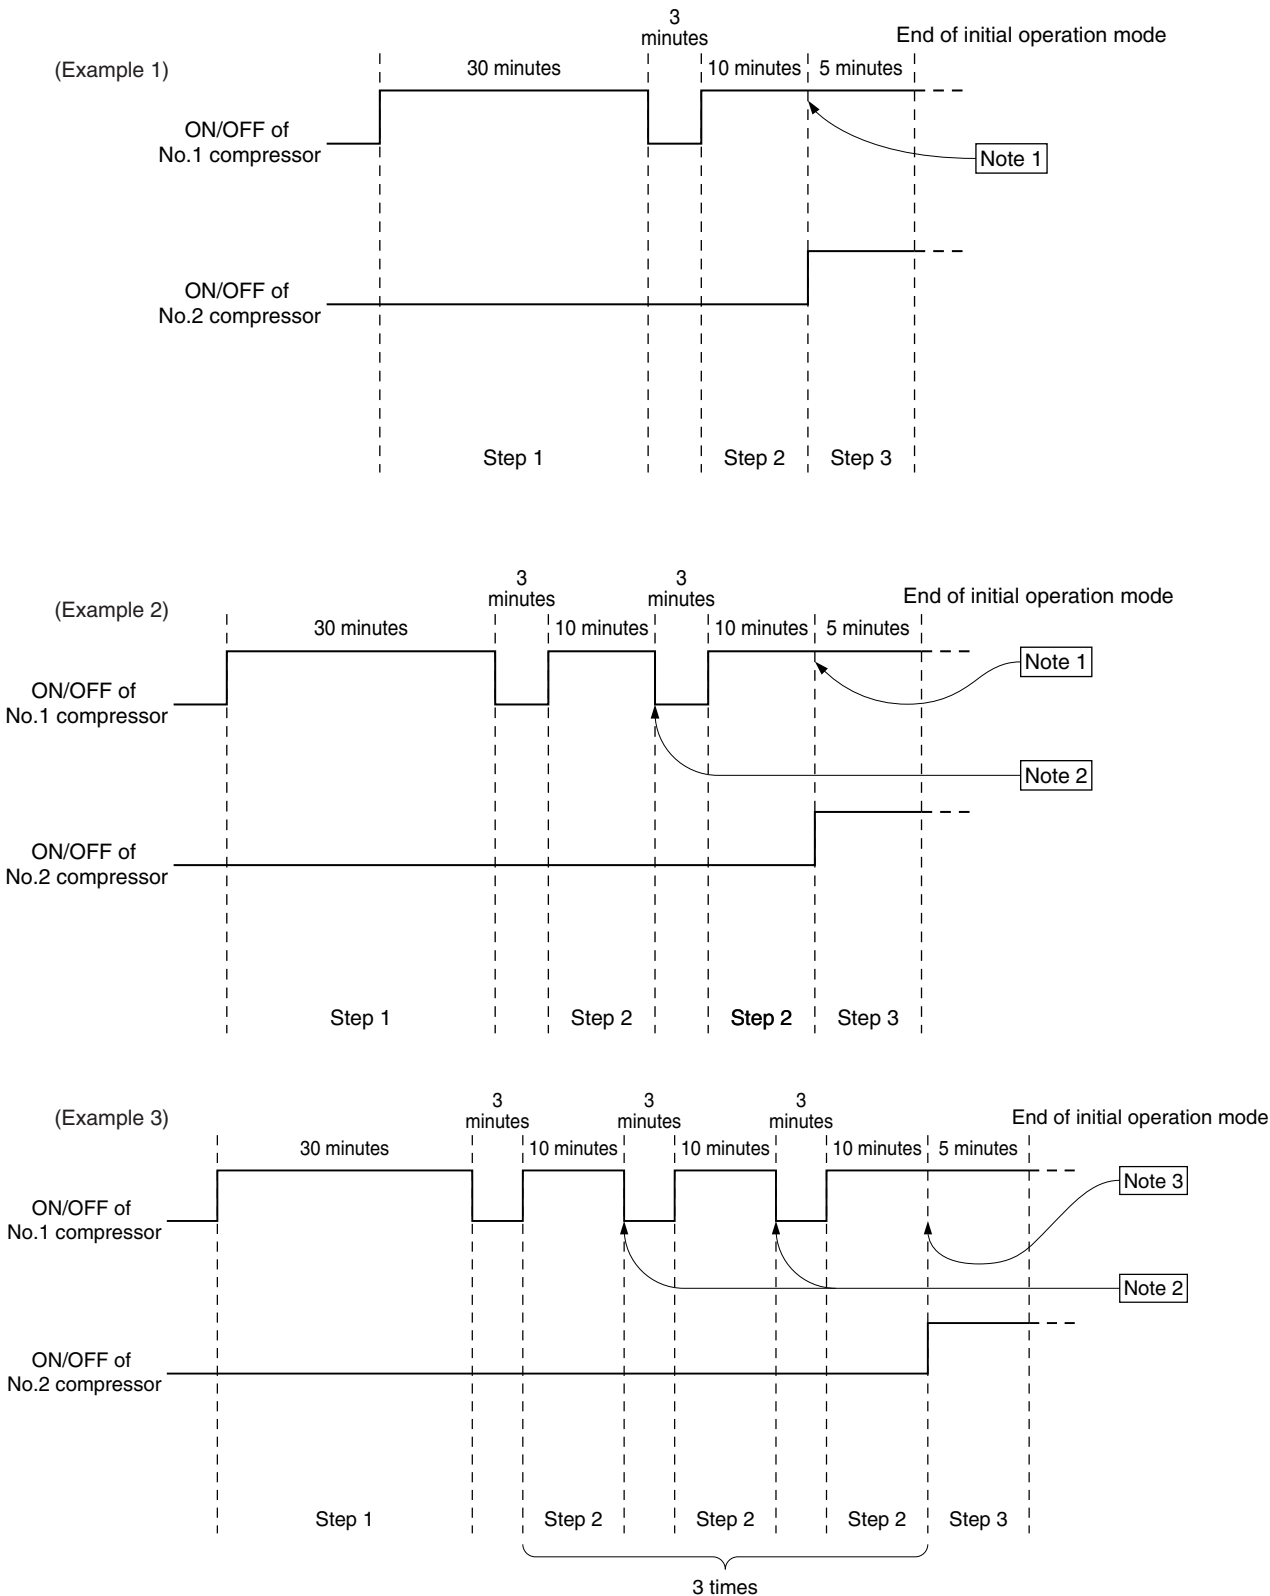 (Example 1)
3
minutes
End of initial operation mode
30 minutes
10 minutes
5 minutes
ON/OFF of
No.1 compressor
Note 1
ON/OFF of
No.2 compressor
Step 1
Step 2
Step 3
(Example 2)
3
minutes
3
minutes
End of initial operation mode
30 minutes
10 minutes
10 minutes
5 minutes
ON/OFF of
No.1 compressor
Note 1
Note 2
ON/OFF of
No.2 compressor
Step 1
Step 2
Step 2
Step 3
(Example 3)
3
minutes
3
minutes
3
minutes
End of initial operation mode
30 minutes
10 minutes
10 minutes
10 minutes
5 minutes
ON/OFF of
No.1 compressor
Note 3
Note 2
ON/OFF of
No.2 compressor
Step 1
Step 2
Step 2
Step 2
Step 3
3 times